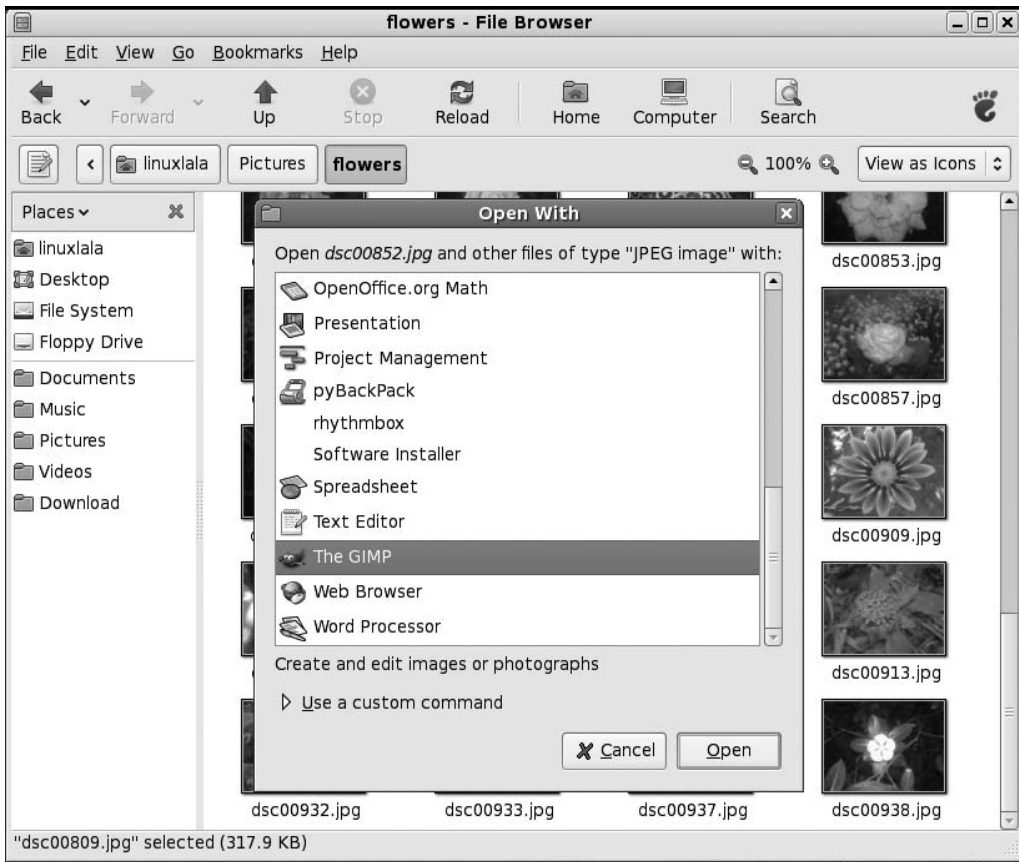 flowers - File Browser
File Edit View Go Bookmarks Help
Back Forward Up Stop Reload Home Computer Search
linuxlala Pictures flowers 100% View as Icons
Places
linuxlala
Desktop
File System
Floppy Drive
Documents
Music
Pictures
Videos
Download
Open With
Open dsc00852.jpg and other files of type "JPEG image" with:
OpenOffice.org Math
Presentation
Project Management
pyBackPack
rhythmbox
Software Installer
Spreadsheet
Text Editor
The GIMP
Web Browser
Word Processor
Create and edit images or photographs
Use a custom command
Cancel Open
dsc00853.jpg
dsc00857.jpg
dsc00909.jpg
dsc00913.jpg
dsc00932.jpg dsc00933.jpg dsc00937.jpg dsc00938.jpg
"dsc00809.jpg" selected (317.9 KB)